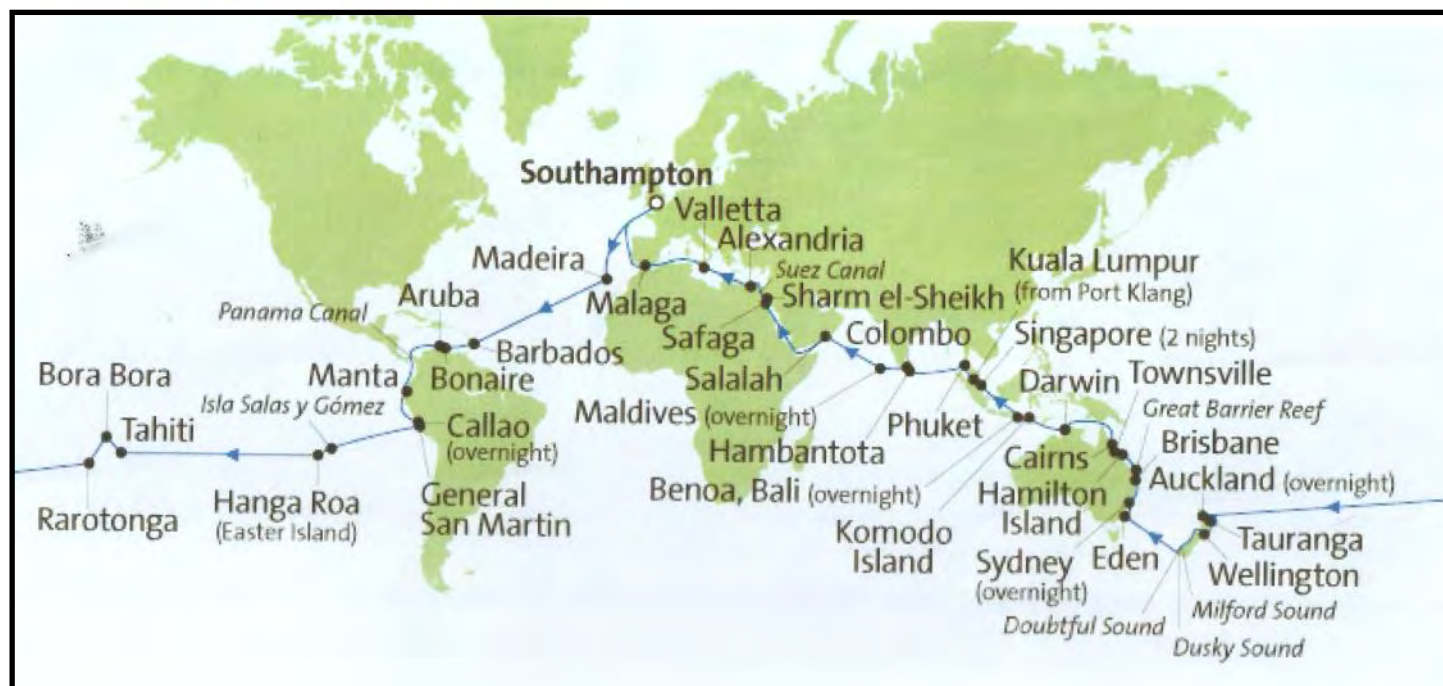 Southampton
Valletta
Alexandria
Suez Canal
Kuala Lumpur
(from Port Klang)
Madeira
Malaga
Sharm el-Sheikh
Aruba
Panama Canal
Safaga
Colombo
Singapore (2 nights)
Barbados
Salalah
Darwin
Townsville
Bora Bora
Manta
Bonaire
Isla Salas y Gómez
Maldives (overnight)
Phuket
Great Barrier Reef
Tahiti
Callao
(overnight)
Hambantota
Cairns
Brisbane
Benoa, Bali (overnight)
Hamilton
Island
Auckland (overnight)
Rarotonga
Hanga Roa
(Easter Island)
General
San Martin
Komodo
Island
Sydney
(overnight)
Eden
Tauranga
Wellington
Milford Sound
Doubtful Sound
Dusky Sound